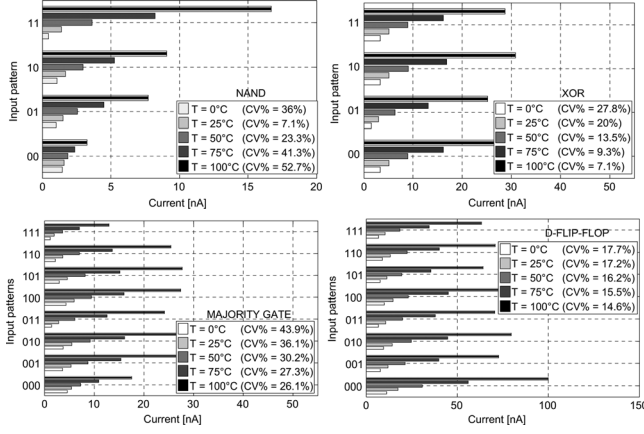 11
10
01
00
Input pattern
NAND
T = 0°C (CV% = 36%)
T = 25°C (CV% = 7.1%)
T = 50°C (CV% = 23.3%)
T = 75°C (CV% = 41.3%)
T = 100°C (CV% = 52.7%)
0 5 10 15 20
Current [nA]
11
10
01
00
Input pattern
XOR
T = 0°C (CV% = 27.8%)
T = 25°C (CV% = 20%)
T = 50°C (CV% = 13.5%)
T = 75°C (CV% = 9.3%)
T = 100°C (CV% = 7.1%)
0 10 20 30 40 50
Current [nA]
111
110
101
100
011
010
001
000
Input patterns
MAJORITY GATE
T = 0°C (CV% = 43.9%)
T = 25°C (CV% = 36.1%)
T = 50°C (CV% = 30.2%)
T = 75°C (CV% = 27.3%)
T = 100°C (CV% = 26.1%)
0 10 20 30 40 50
Current [nA]
111
110
101
100
011
010
001
000
Input patterns
D-FLIP-FLOP
T = 0°C (CV% = 17.7%)
T = 25°C (CV% = 17.2%)
T = 50°C (CV% = 16.2%)
T = 75°C (CV% = 15.5%)
T = 100°C (CV% = 14.6%)
0 50 100 150
Current [nA]